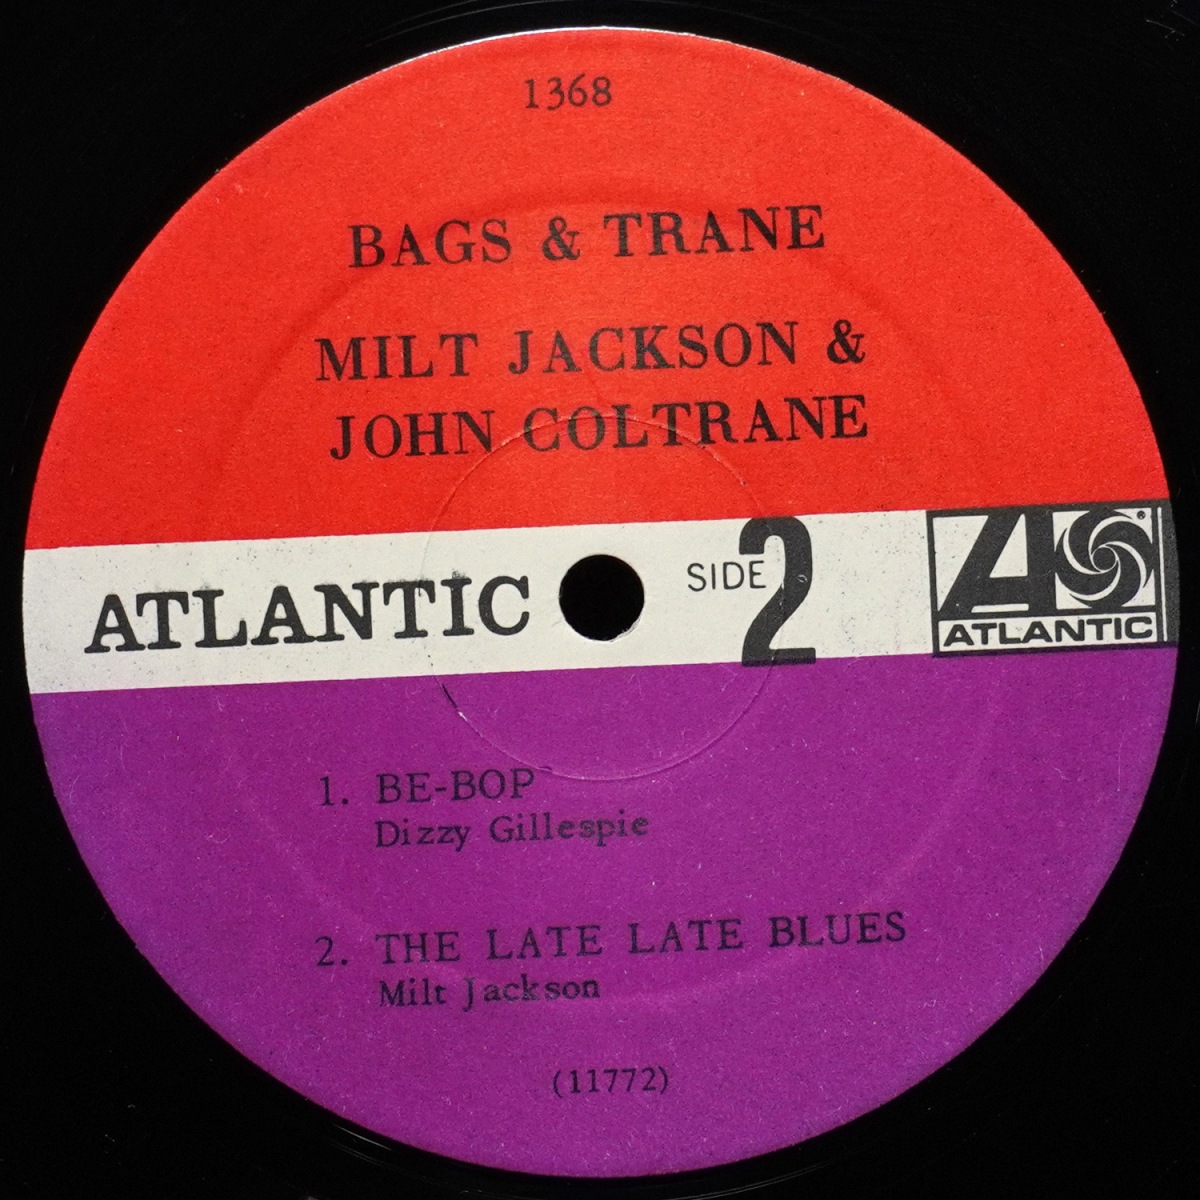 1368
BAGS & TRANE
MILT JACKSON &
JOHN COLTRANE
ATLANTIC
SIDE 2
A
®
ATLANTIC
1. BE-BOP
Dizzy Gillespie
2. THE LATE LATE BLUES
Milt Jackson
(11772)